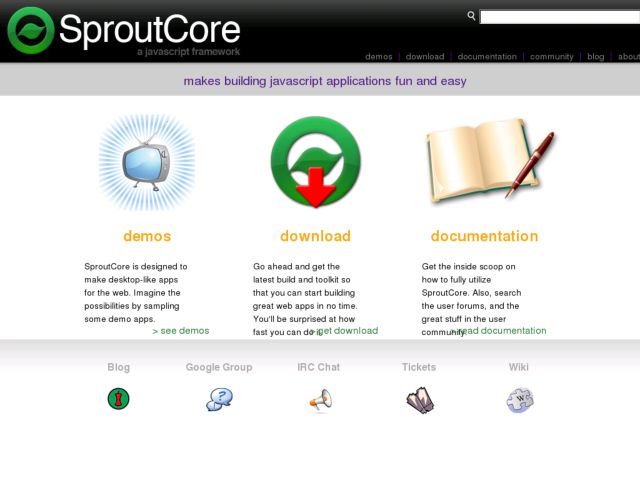 SproutCore
a javascript framework
demos | download | documentation | community | blog | about
makes building javascript applications fun and easy
demos
SproutCore is designed to
make desktop-like apps
for the web. Imagine the
possibilities by sampling
some demo apps.
> see demos
download
Go ahead and get the
latest build and toolkit so
that you can start building
great web apps in no time.
You'll be surprised at how
fast you can do it.
> get download
documentation
Get the inside scoop on
how to fully utilize
SproutCore. Also, search
the user forums, and the
great stuff in the user
community.
> read documentation
Blog
Google Group
IRC Chat
Tickets
Wiki
W